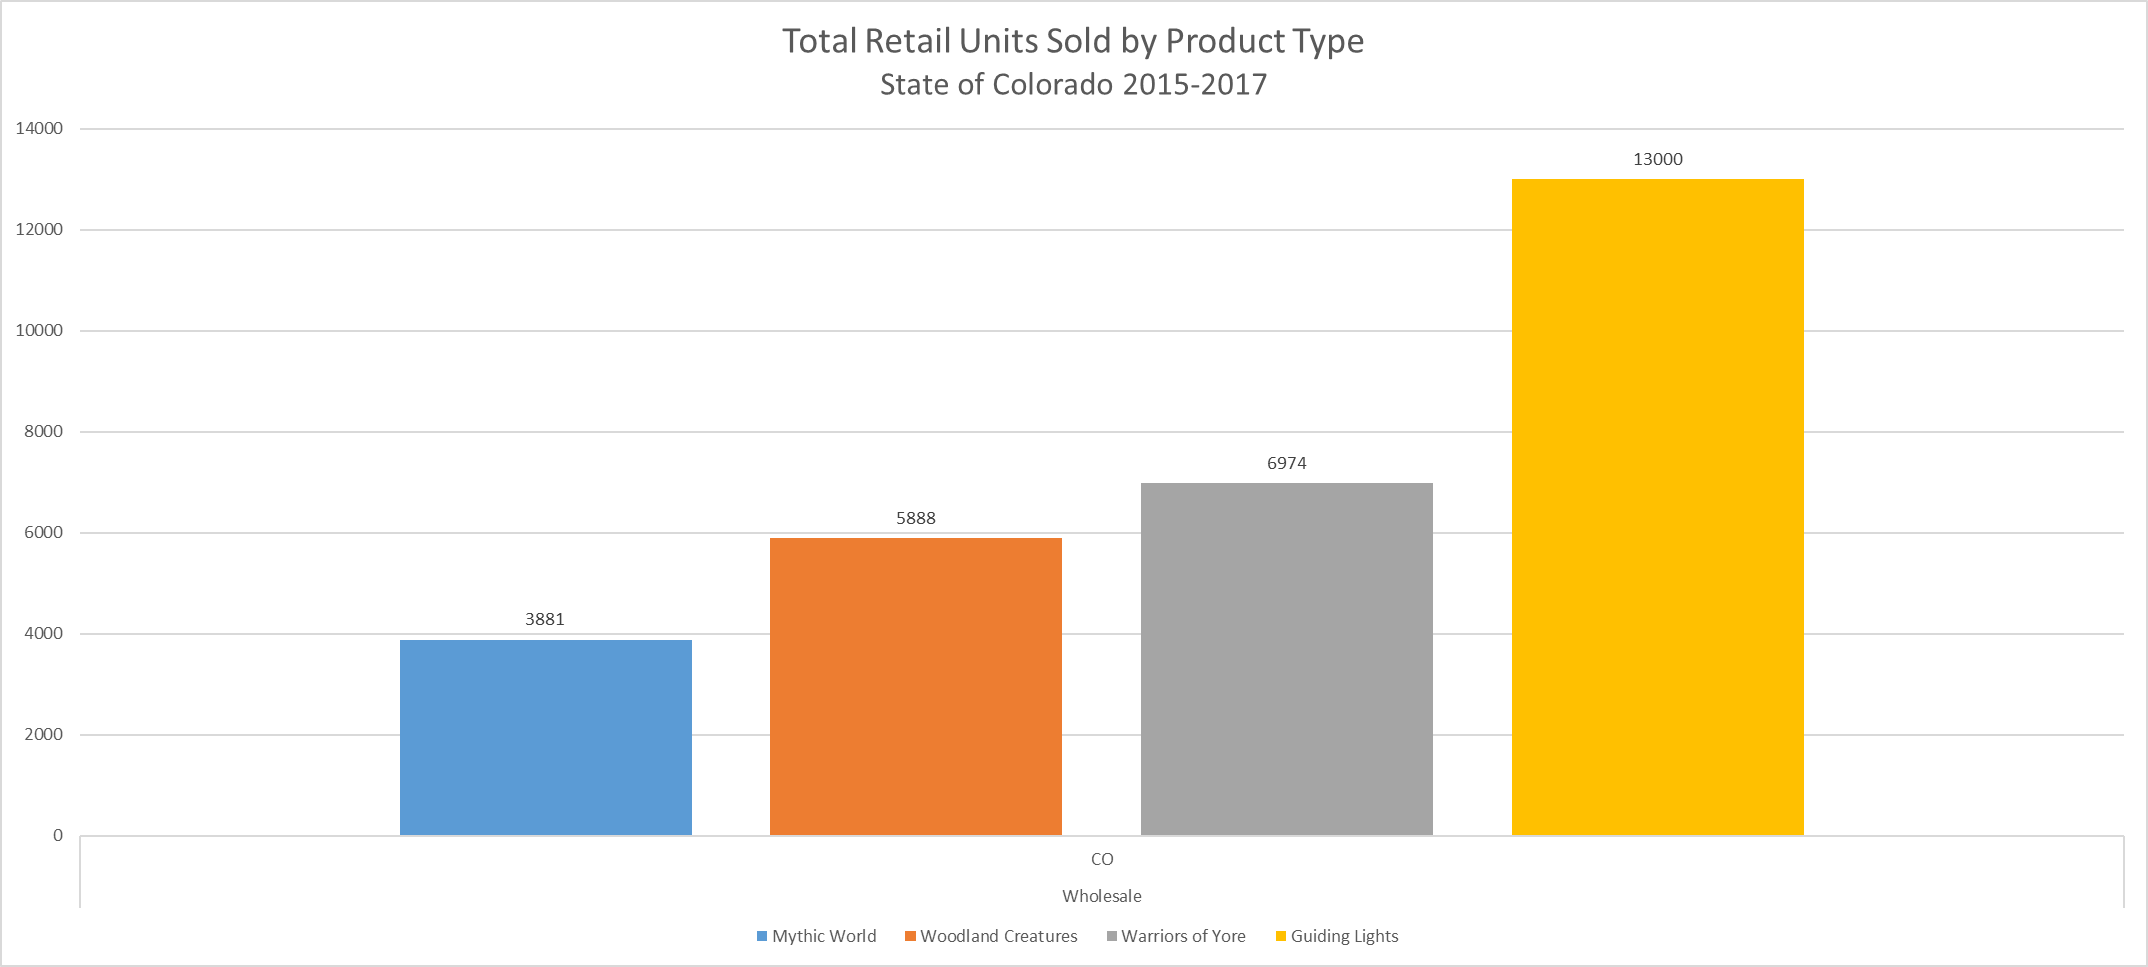 Total Retail Units Sold by Product Type
State of Colorado 2015-2017
14000
13000
12000
10000
8000
6974
6000
5888
4000
3881
2000
0
CO
Wholesale
Mythic World Woodland Creatures Warriors of Yore Guiding Lights